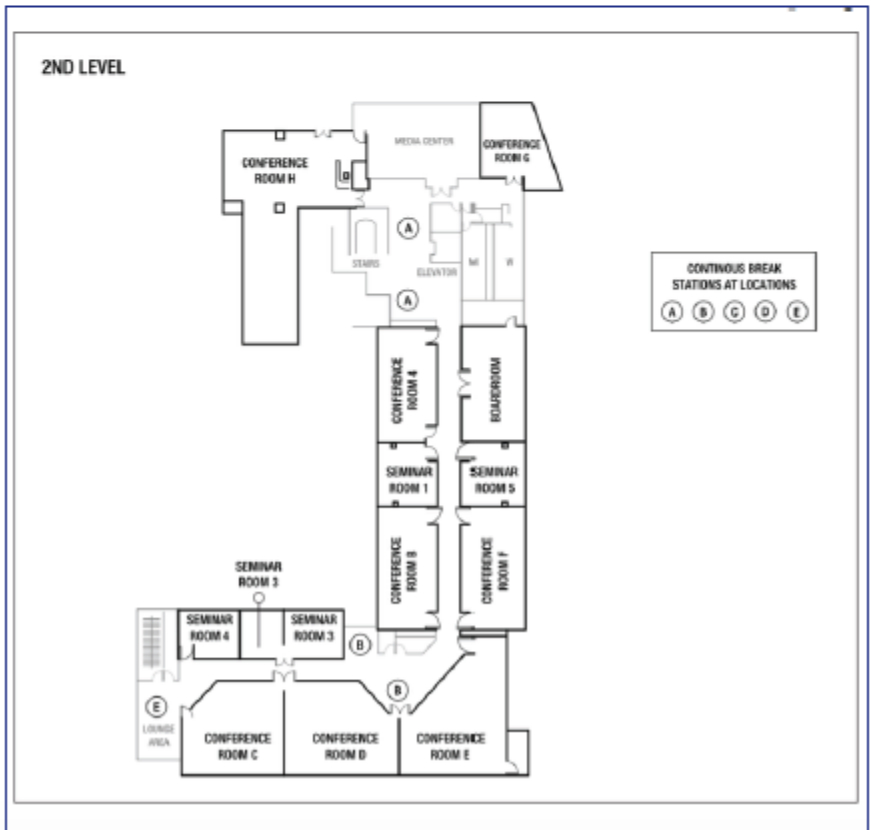 2ND LEVEL
MEDIA CENTER
CONFERENCE
ROOM G
CONFERENCE
ROOM H
A
STAIRS
ELEVATOR
M
W
CONTINOUS BREAK
STATIONS AT LOCATIONS
A B C D E
A
CONFERENCE
ROOM 4
BOARDROOM
SEMINAR
ROOM 1
SEMINAR
ROOM 5
CONFERENCE
ROOM B
CONFERENCE
ROOM F
SEMINAR
ROOM 3
SEMINAR
ROOM 4
SEMINAR
ROOM 3
B
B
E
LOUNGE
AREA
CONFERENCE
ROOM C
CONFERENCE
ROOM D
CONFERENCE
ROOM E